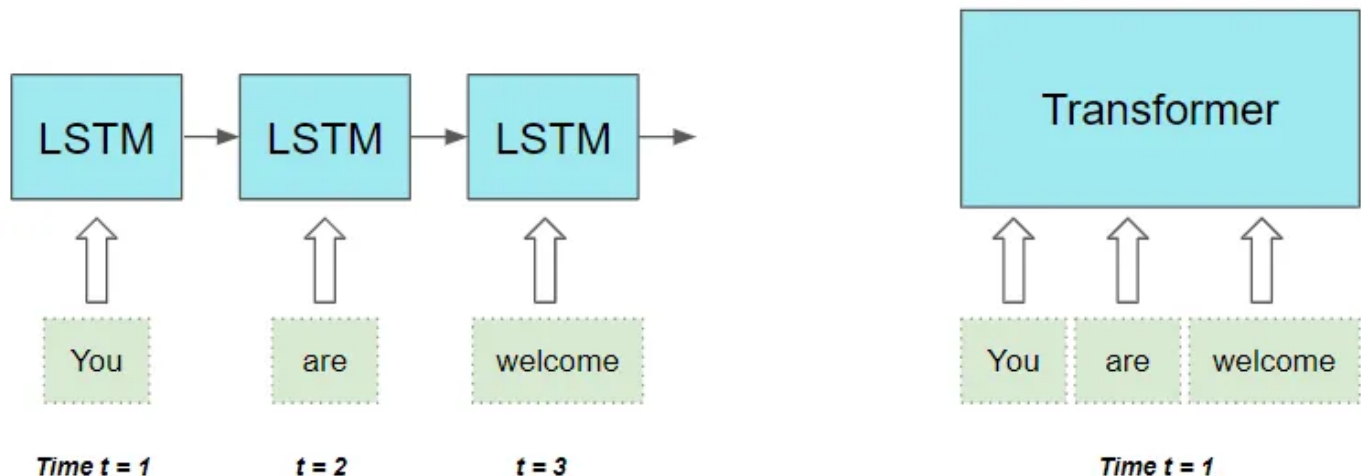 LSTM LSTM LSTM
You are welcome
Time t = 1 t = 2 t = 3
Transformer
You are welcome
Time t = 1